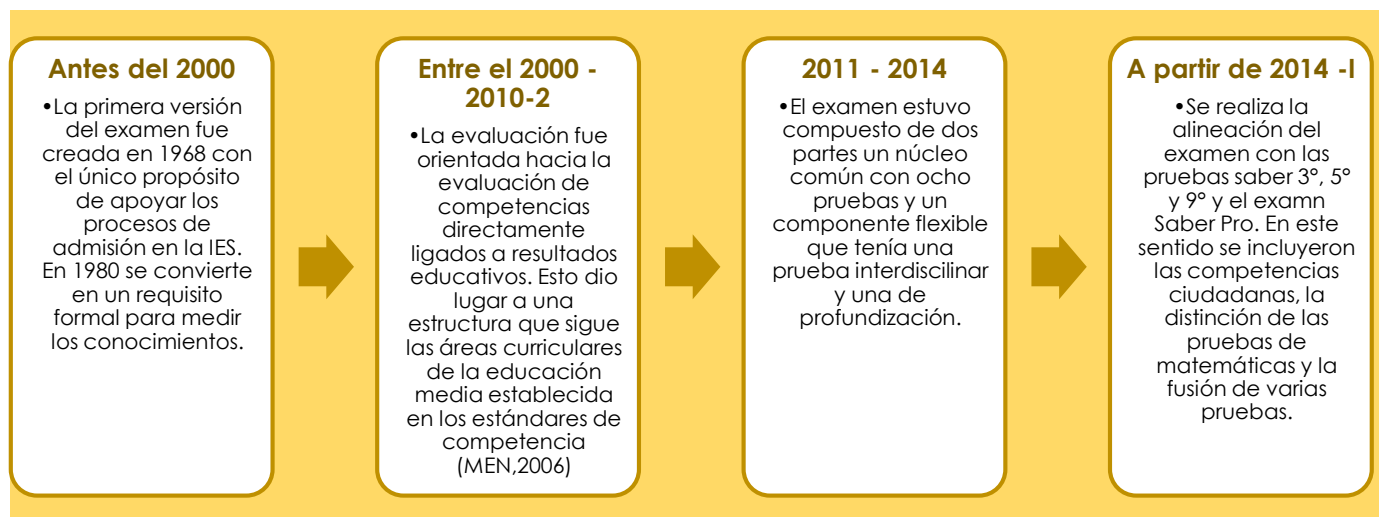 Antes del 2000
•La primera versión
del examen fue
creada en 1968 con
el único propósito
de apoyar los
procesos de
admisión en la IES.
En 1980 se convierte
en un requisito
formal para medir
los conocimientos.
Entre el 2000 -
2010-2
•La evaluación fue
orientada hacia la
evaluación de
competencias
directamente
ligados a resultados
educativos. Esto dio
lugar a una
estructura que sigue
las áreas curriculares
de la educación
media establecida
en los estándares de
competencia
(MEN,2006)
2011 - 2014
•El examen estuvo
compuesto de dos
partes un núcleo
común con ocho
pruebas y un
componente flexible
que tenía una
prueba interdiscilinar
y una de
profundización.
A partir de 2014 -I
•Se realiza la
alineación del
examen con las
pruebas saber 3°, 5°
y 9° y el examn
Saber Pro. En este
sentido se incluyeron
las competencias
ciudadanas, la
distinción de las
pruebas de
matemáticas y la
fusión de varias
pruebas.